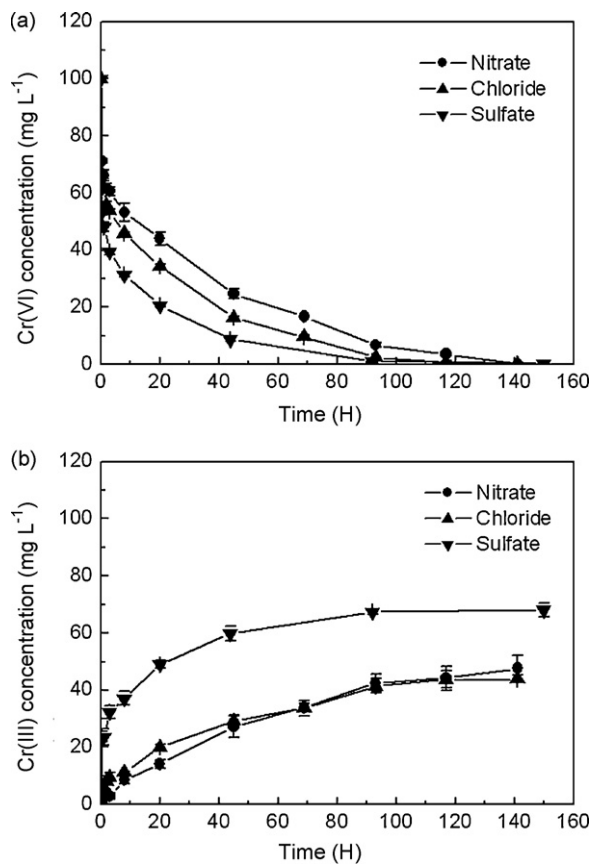 (a)
120
100
80
60
40
20
0
Cr(VI) concentration (mg L⁻¹)
Nitrate
Chloride
Sulfate
0 20 40 60 80 100 120 140 160
Time (H)
(b)
120
100
80
60
40
20
0
Cr(III) concentration (mg L⁻¹)
Nitrate
Chloride
Sulfate
0 20 40 60 80 100 120 140 160
Time (H)